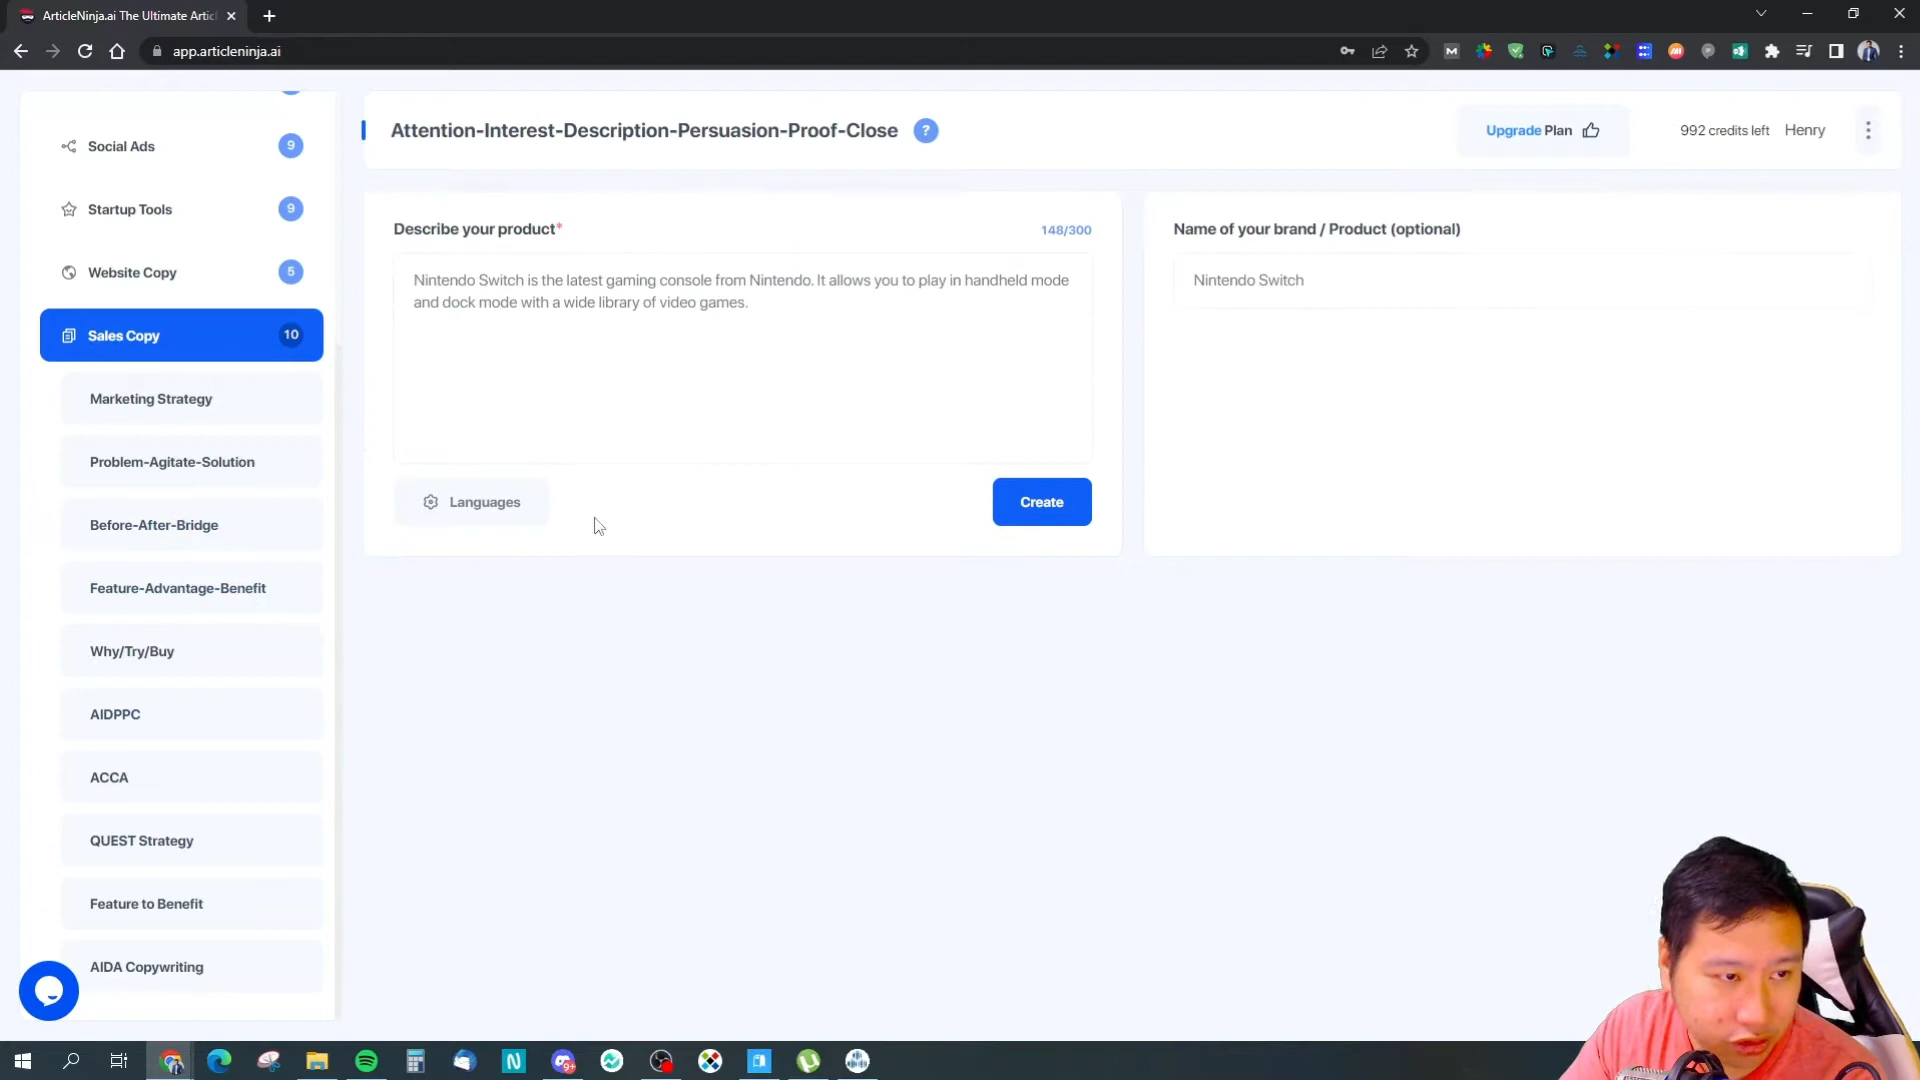 ArticleNinja.ai The Ultimate Artic
app.articleninja.ai
Social Ads 9
Startup Tools 9
Website Copy 5
Sales Copy 10
Marketing Strategy
Problem-Agitate-Solution
Before-After-Bridge
Feature-Advantage-Benefit
Why/Try/Buy
AIDPPC
ACCA
QUEST Strategy
Feature to Benefit
AIDA Copywriting
Attention-Interest-Description-Persuasion-Proof-Close ?
Upgrade Plan
992 credits left Henry
Describe your product* 148/300
Nintendo Switch is the latest gaming console from Nintendo. It allows you to play in handheld mode
and dock mode with a wide library of video games.
Languages
Create
Name of your brand / Product (optional)
Nintendo Switch
9+